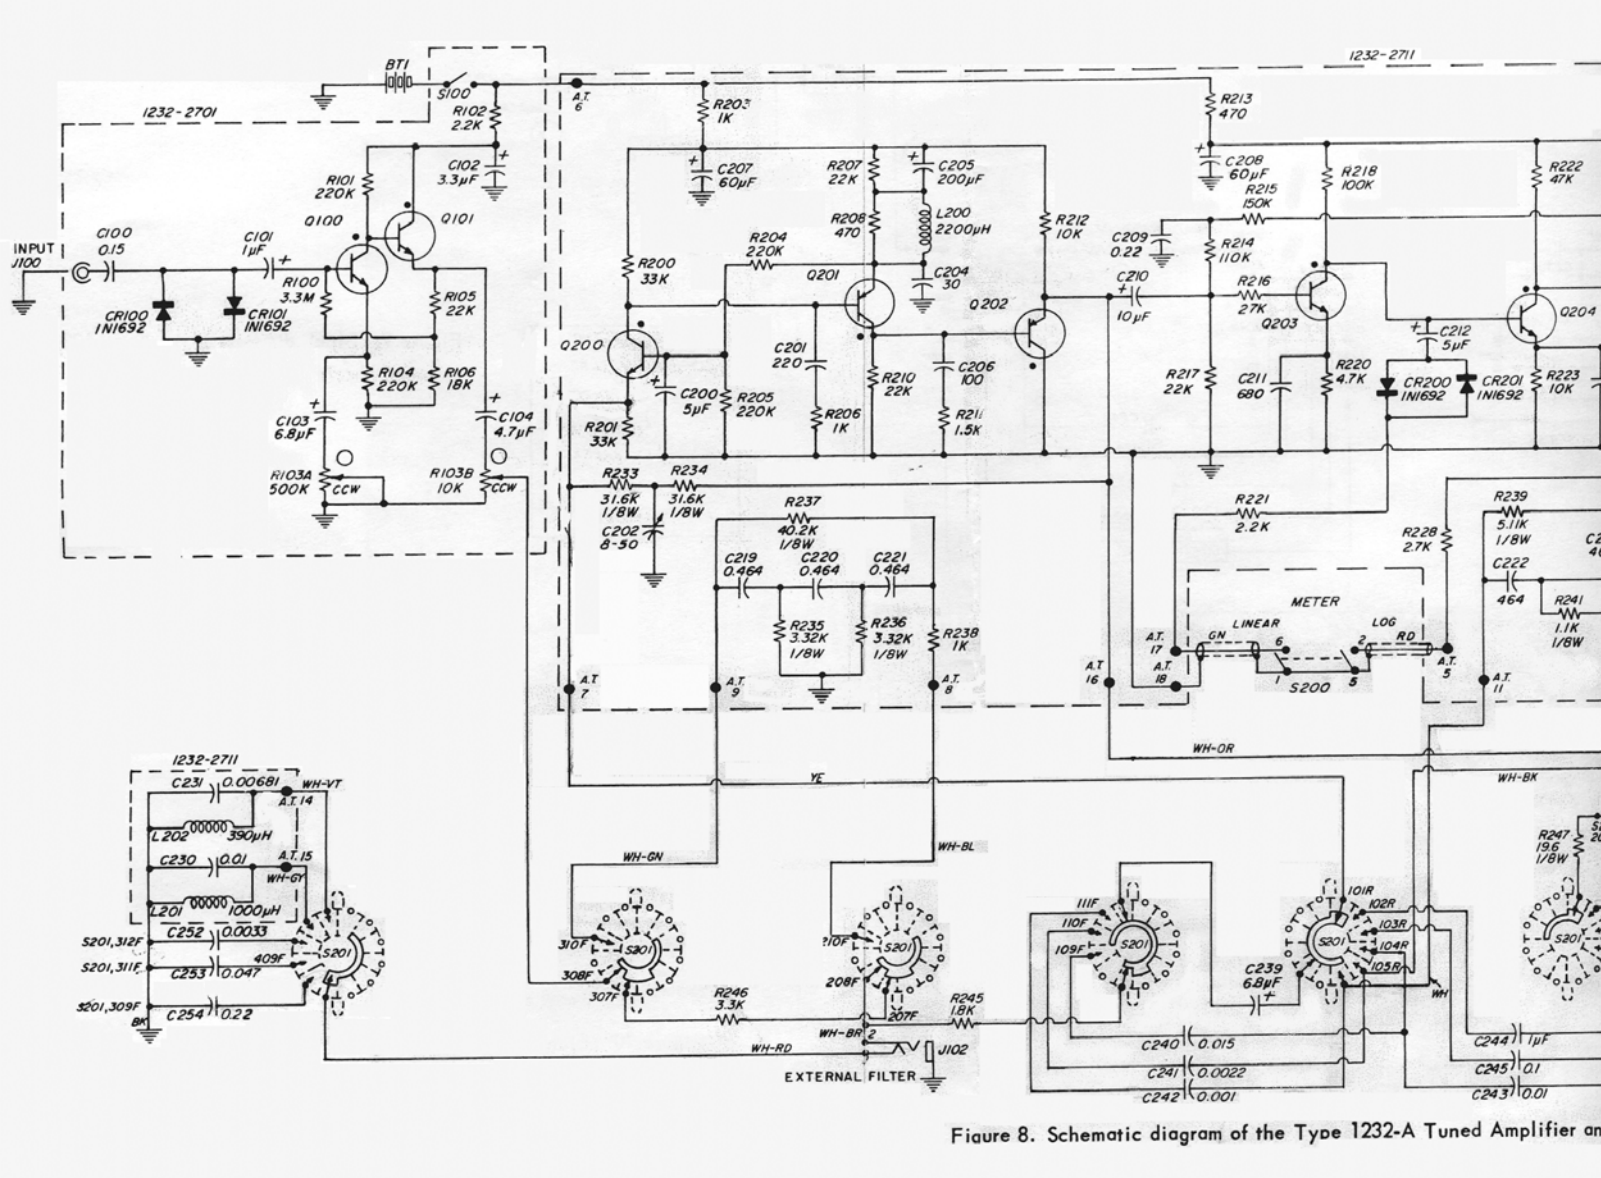 1232-2711
BT1
S100
A.T.
6
1232-2701
R102
2.2K
R203
1K
R213
470
C102
3.3µF
R101
220K
C207
60µF
R207
22K
C205
200µF
C208
60µF
R218
100K
R222
47K
R215
150K
Q100
Q101
R208
470
L200
2200µH
R212
10K
C209
0.22
R214
110K
INPUT
J100
C100
0.15
C101
1µF
R204
220K
R200
33K
Q201
C204
30
C210
10µF
R216
27K
R100
3.3M
R105
22K
Q202
Q203
Q204
CR100
1N1692
CR101
1N1692
Q200
C201
220
C206
100
C212
5µF
R104
220K
R106
18K
C200
5µF
R205
220K
R210
22K
R217
22K
C211
680
R220
4.7K
CR200
1N1692
CR201
1N1692
R223
10K
C103
6.8µF
C104
4.7µF
R201
33K
R206
1K
R211
1.5K
R103A
500K
CCW
R103B
10K
CCW
R233
31.6K
1/8W
R234
31.6K
1/8W
C202
8-50
R237
40.2K
1/8W
R221
2.2K
R228
2.7K
R239
5.11K
1/8W
C219
0.464
C220
0.464
C221
0.464
C222
464
METER
R235
3.32K
1/8W
R236
3.32K
1/8W
R238
1K
R241
1.1K
1/8W
LINEAR
LOG
GN
6
2
RD
A.T.
17
A.T.
18
1
S200
5
A.T.
5
A.T.
7
A.T.
9
A.T.
8
A.T.
16
A.T.
11
WH-OR
1232-2711
YE
WH-BK
C231
0.00681
WH-VT
A.T. 14
L202
390µH
C230
0.01
A.T. 15
WH-GY
L201
1000µH
WH-GN
WH-BL
R247
19.6
1/8W
C252
0.0033
S201,312F
409F
S201
S201,311F
C253
0.047
S201,309F
C254
0.22
BK
310F
S201
308F
307F
S201
208F
207F
111F
110F
109F
S201
101R
102R
103R
104R
105R
S201
S201
C239
6.8µF
WH
R246
3.3K
R245
1.8K
WH-BR
2
WH-RD
J102
EXTERNAL FILTER
C240
0.015
C241
0.0022
C242
0.001
C244
1µF
C245
0.1
C243
0.01
Figure 8. Schematic diagram of the Type 1232-A Tuned Amplifier